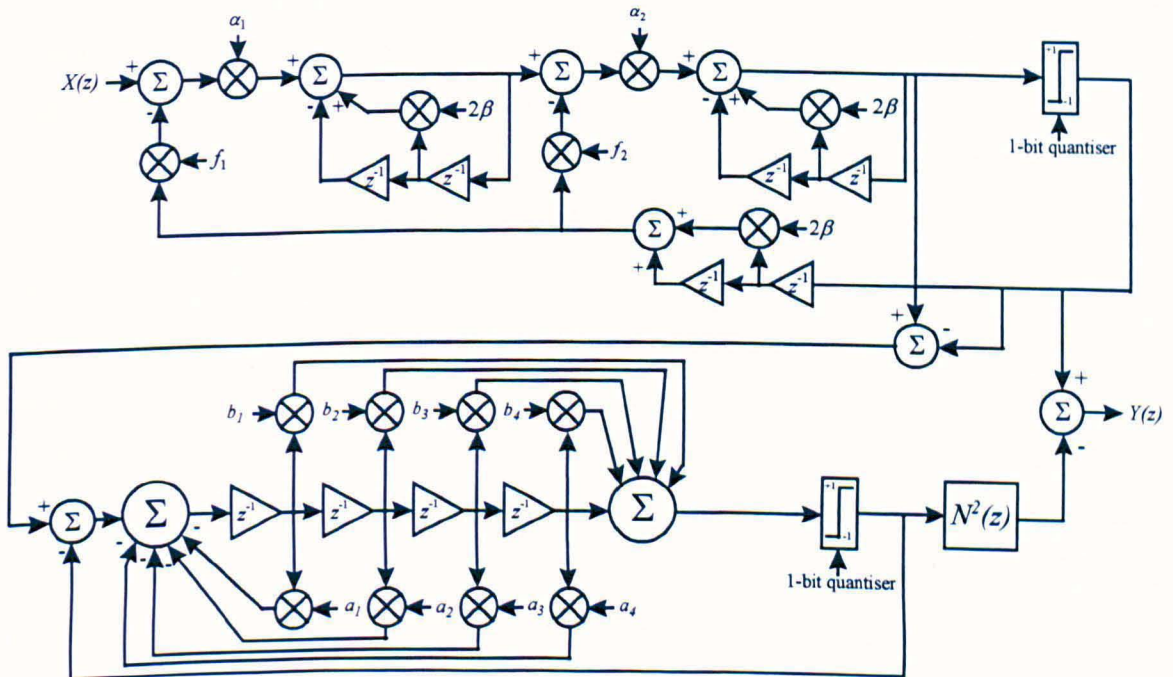 α₁
α₂
X(z)
+
Σ
+
Σ
+
Σ
+
Σ
+1
-1
-
-
+
2β
-
-
+
2β
1-bit quantiser
f₁
f₂
z⁻¹
z⁻¹
z⁻¹
z⁻¹
Σ
+
2β
+
z⁻¹
z⁻¹
+
-
Σ
b₁
b₂
b₃
b₄
+
Σ
Y(z)
-
+
Σ
Σ
-
z⁻¹
z⁻¹
z⁻¹
z⁻¹
Σ
+1
-1
N²(z)
-
-
-
-
1-bit quantiser
a₁
a₂
a₃
a₄